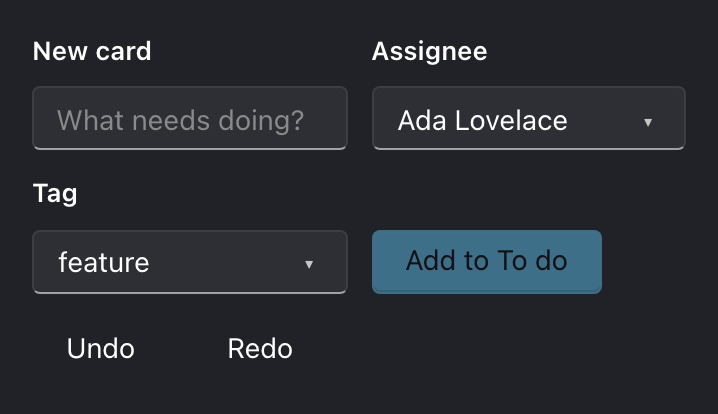 New card
Assignee
What needs doing?
Ada Lovelace
Tag
feature
Add to To do
Undo
Redo